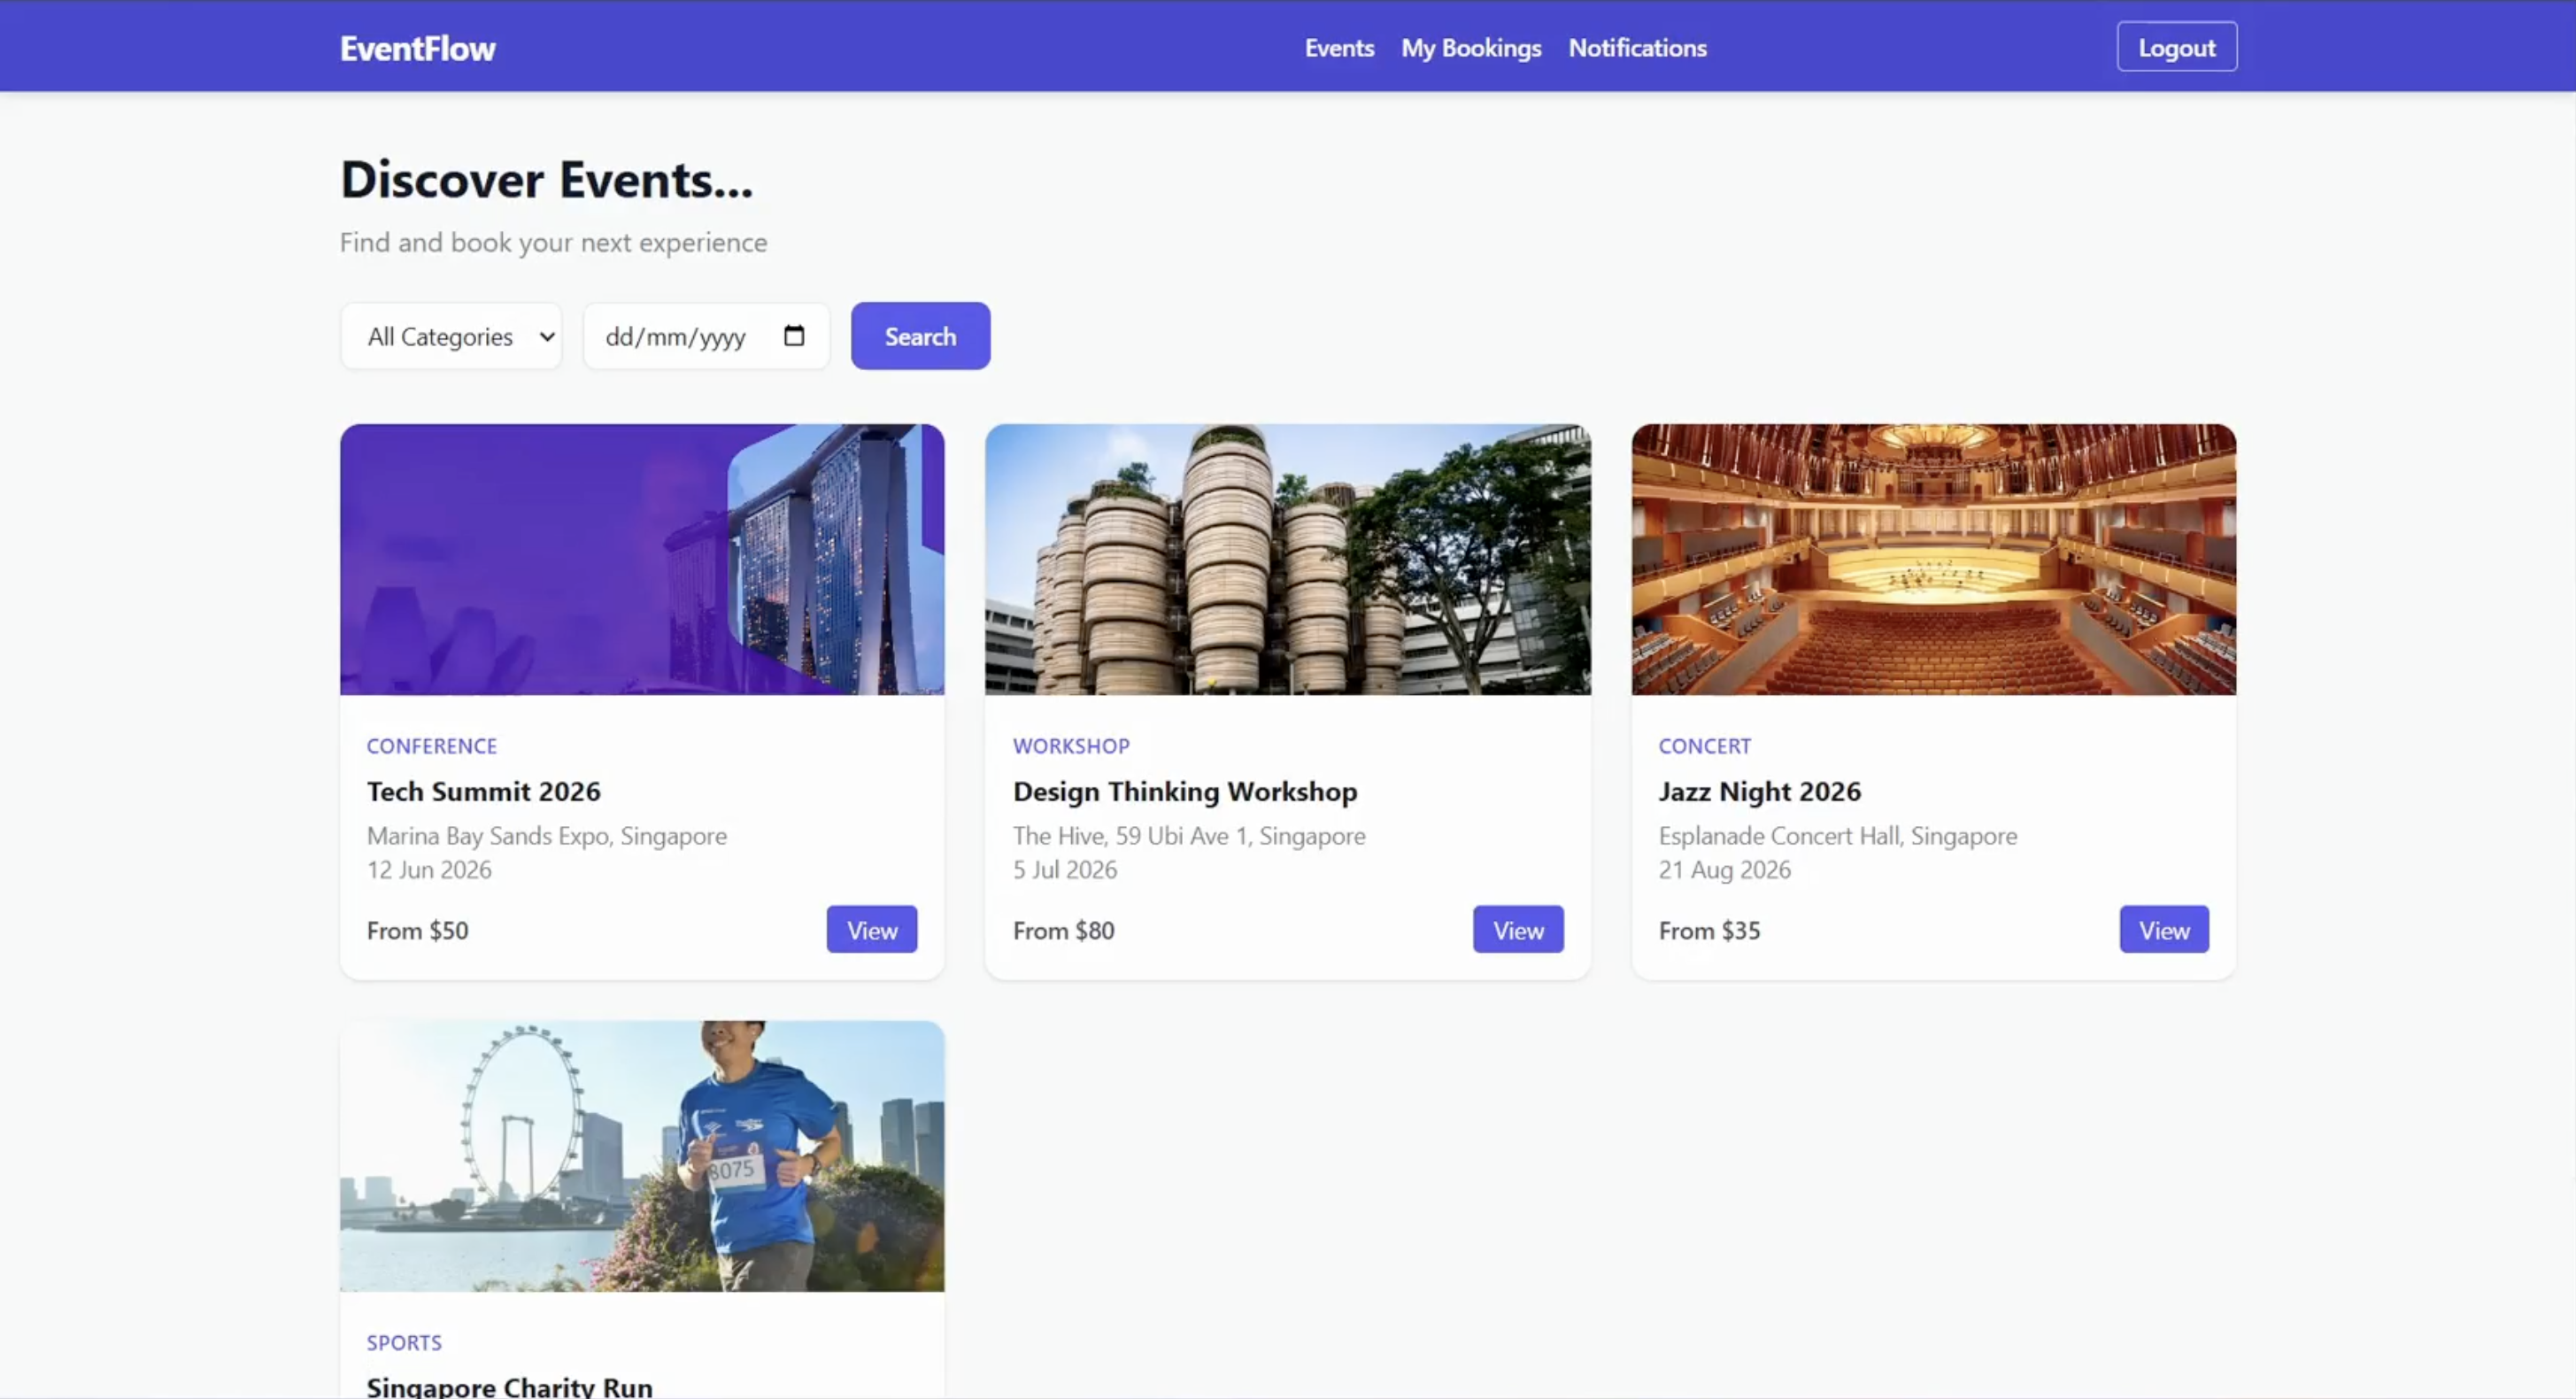 EventFlow
Events
My Bookings
Notifications
Logout
Discover Events...
Find and book your next experience
All Categories
dd/mm/yyyy
Search
CONFERENCE
Tech Summit 2026
Marina Bay Sands Expo, Singapore
12 Jun 2026
From $50
View
WORKSHOP
Design Thinking Workshop
The Hive, 59 Ubi Ave 1, Singapore
5 Jul 2026
From $80
View
CONCERT
Jazz Night 2026
Esplanade Concert Hall, Singapore
21 Aug 2026
From $35
View
8075
SPORTS
Singapore Charity Run